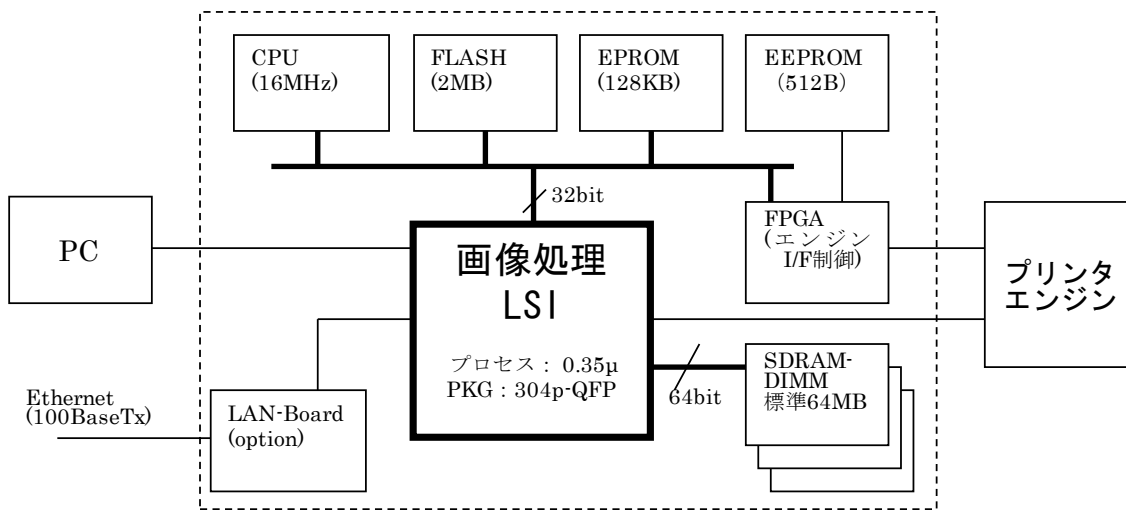 CPU
(16MHz)
FLASH
(2MB)
EPROM
(128KB)
EEPROM
(512B)
32bit
PC
画像処理
LSI
プロセス： 0.35μ
PKG：304p-QFP
FPGA
(エンジン
I/F制御)
プリンタ
エンジン
64bit
SDRAM-
DIMM
標準64MB
Ethernet
(100BaseTx)
LAN-Board
(option)